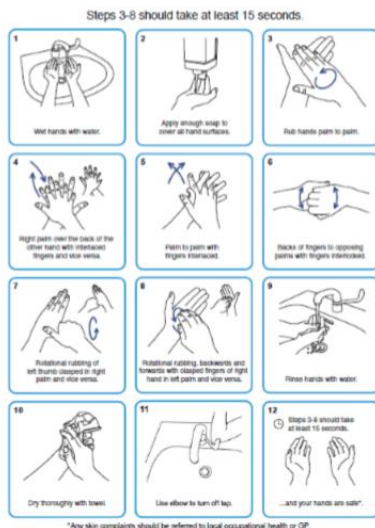 Steps 3-8 should take at least 15 seconds.
1
Wet hands with water.
2
Apply enough soap to
cover all hand surfaces.
3
Rub hands palm to palm.
4
Right palm over the back of the
other hand with interlaced
fingers and vice versa.
5
Palm to palm with
fingers interlaced.
6
Backs of fingers to opposing
palms with fingers interlocked.
7
Rotational rubbing of
left thumb clasped in right
palm and vice versa.
8
Rotational rubbing, backwards and
forwards with clasped fingers of right
hand in left palm and vice versa.
9
Rinse hands with water.
10
Dry thoroughly with towel.
11
Use elbow to turn off tap.
12
Steps 3-8 should take
at least 15 seconds.
...and your hands are safe*.
*Any skin complaints should be referred to local occupational health or GP.